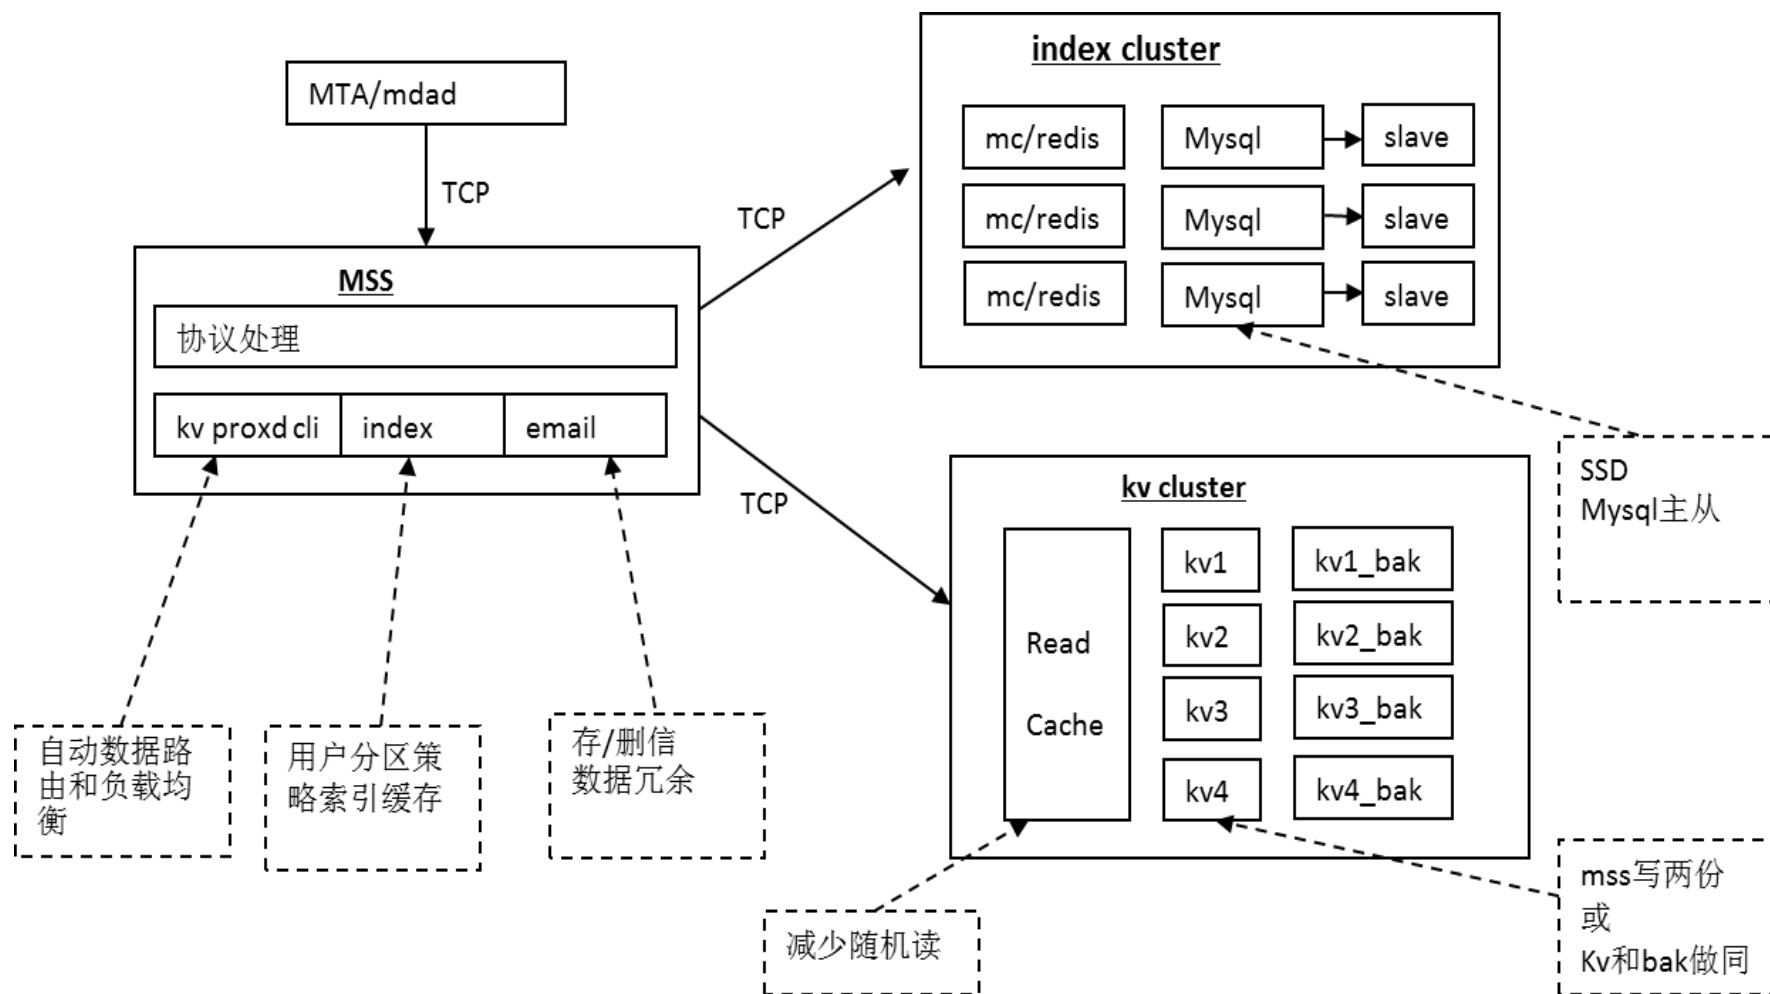 MTA/mdad
TCP
MSS
协议处理
kv proxd cli
index
email
自动数据路
由和负载均
衡
用户分区策
略索引缓存
存/删信
数据冗余
TCP
index cluster
mc/redis
Mysql
slave
mc/redis
Mysql
slave
mc/redis
Mysql
slave
SSD
Mysql主从
TCP
kv cluster
Read
Cache
kv1
kv1_bak
kv2
kv2_bak
kv3
kv3_bak
kv4
kv4_bak
减少随机读
mss写两份
或
Kv和bak做同